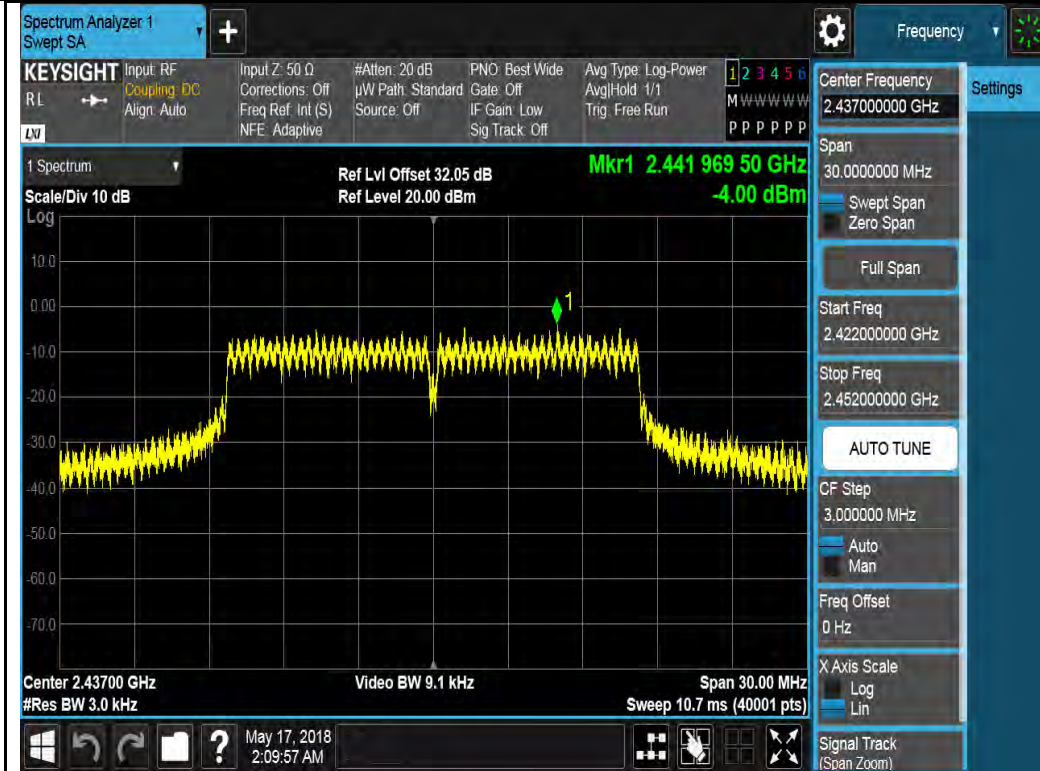 Spectrum Analyzer 1
Swept SA
+
Frequency
KEYSIGHT
RL
LXI
Input: RF
Coupling: DC
Align: Auto
Input Z: 50 Ω
Corrections: Off
Freq Ref: Int (S)
NFE: Adaptive
#Atten: 20 dB
µW Path: Standard
Source: Off
PNO: Best Wide
Gate: Off
IF Gain: Low
Sig Track: Off
Avg Type: Log-Power
Avg|Hold: 1/1
Trig: Free Run
1 2 3 4 5 6
M W W W W W
P P P P P P
1 Spectrum
Scale/Div 10 dB
Log
Ref Lvl Offset 32.05 dB
Ref Level 20.00 dBm
Mkr1 2.441 969 50 GHz
-4.00 dBm
10.0
0.00
-10.0
-20.0
-30.0
-40.0
-50.0
-60.0
-70.0
1
Center 2.43700 GHz
#Res BW 3.0 kHz
Video BW 9.1 kHz
Span 30.00 MHz
Sweep 10.7 ms (40001 pts)
?
May 17, 2018
2:09:57 AM
Center Frequency
2.437000000 GHz
Span
30.0000000 MHz
Swept Span
Zero Span
Full Span
Start Freq
2.422000000 GHz
Stop Freq
2.452000000 GHz
AUTO TUNE
CF Step
3.000000 MHz
Auto
Man
Freq Offset
0 Hz
X Axis Scale
Log
Lin
Signal Track
(Span Zoom)
Settings